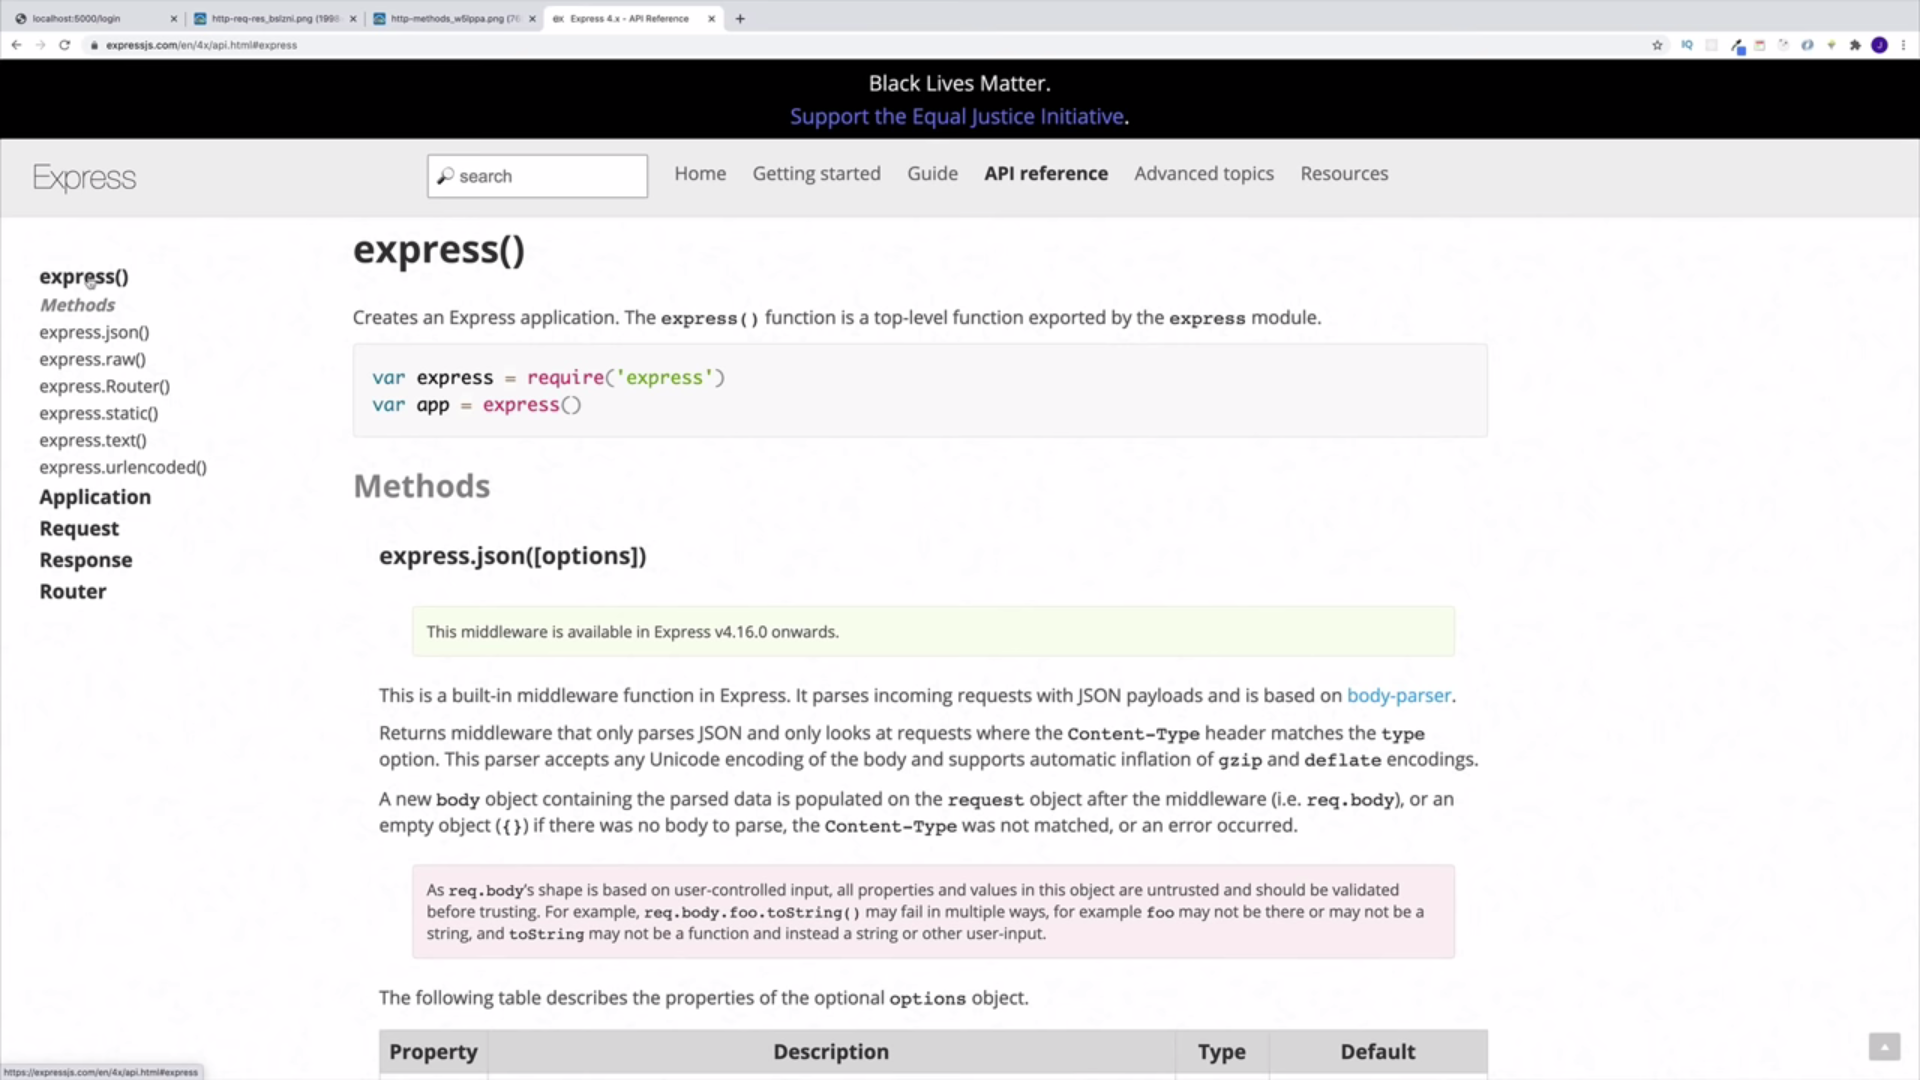 localhost:5000/login
http-req-res_bslzni.png (1998
http-methods_w5lppa.png (76
ex Express 4.x - API Reference
expressjs.com/en/4x/api.html#express
IQ
J
Black Lives Matter.
Support the Equal Justice Initiative.
Express
search
Home
Getting started
Guide
API reference
Advanced topics
Resources
express()
Methods
express.json()
express.raw()
express.Router()
express.static()
express.text()
express.urlencoded()
Application
Request
Response
Router
express()
Creates an Express application. The express() function is a top-level function exported by the express module.
var express = require('express')
var app = express()
Methods
express.json([options])
This middleware is available in Express v4.16.0 onwards.
This is a built-in middleware function in Express. It parses incoming requests with JSON payloads and is based on body-parser.
Returns middleware that only parses JSON and only looks at requests where the Content-Type header matches the type
option. This parser accepts any Unicode encoding of the body and supports automatic inflation of gzip and deflate encodings.
A new body object containing the parsed data is populated on the request object after the middleware (i.e. req.body), or an
empty object ({}) if there was no body to parse, the Content-Type was not matched, or an error occurred.
As req.body's shape is based on user-controlled input, all properties and values in this object are untrusted and should be validated
before trusting. For example, req.body.foo.toString() may fail in multiple ways, for example foo may not be there or may not be a
string, and toString may not be a function and instead a string or other user-input.
The following table describes the properties of the optional options object.
Property
Description
Type
Default
https://expressjs.com/en/4x/api.html#express